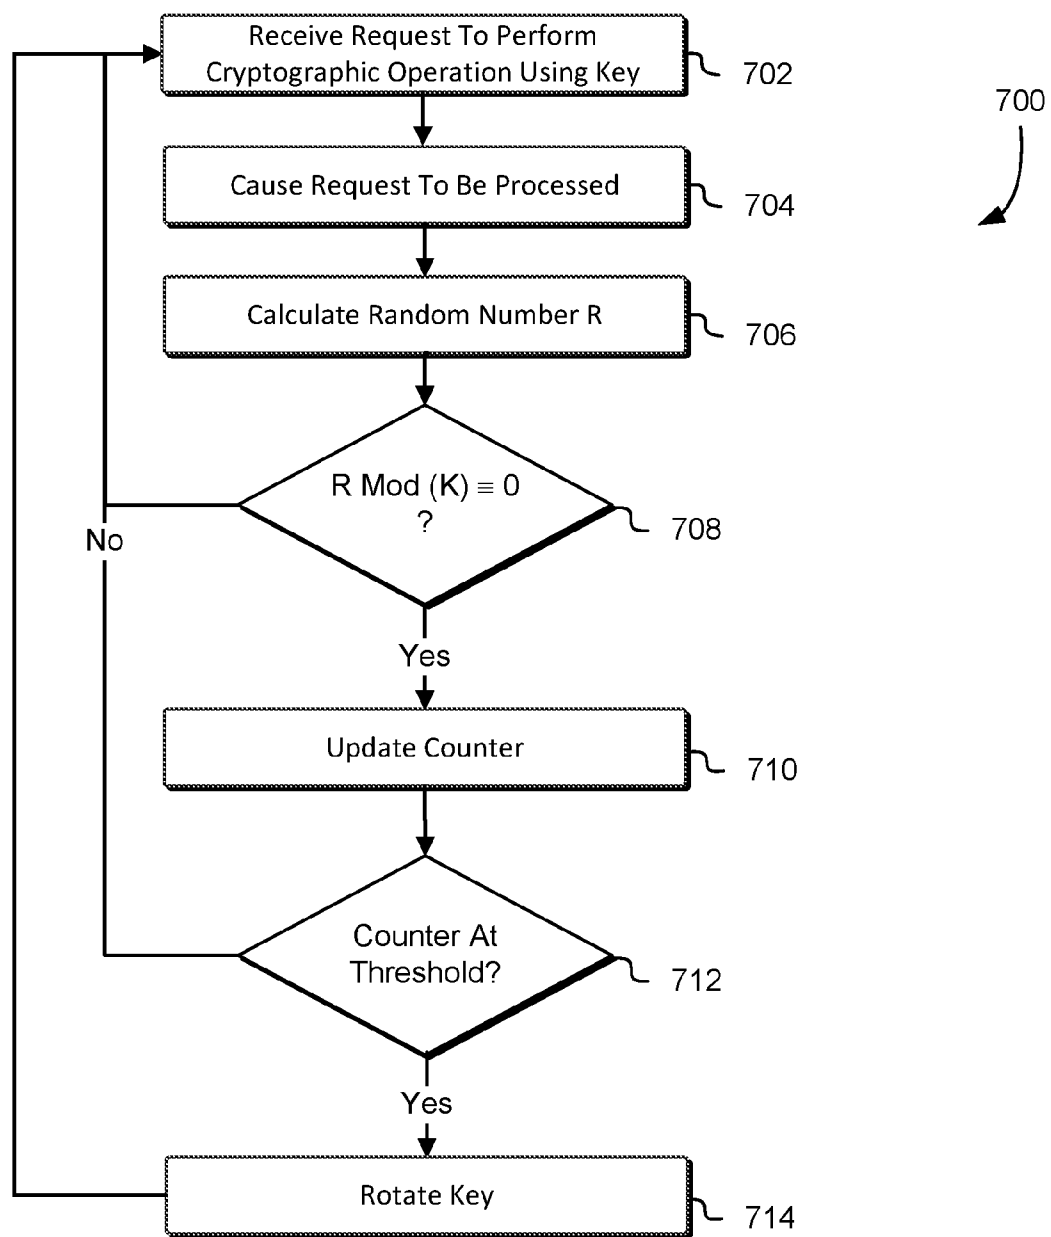 Receive Request To Perform
Cryptographic Operation Using Key
702
700
Cause Request To Be Processed
704
Calculate Random Number R
706
R Mod (K) ≡ 0
?
708
No
Yes
Update Counter
710
Counter At
Threshold?
712
Yes
Rotate Key
714